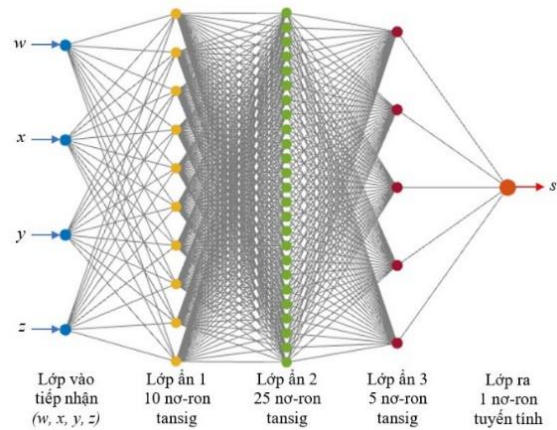 w
x
y
z
s
Lớp vào
tiếp nhận
(w, x, y, z)
Lớp ẩn 1
10 nơ-ron
tansig
Lớp ẩn 2
25 nơ-ron
tansig
Lớp ẩn 3
5 nơ-ron
tansig
Lớp ra
1 nơ-ron
tuyến tính